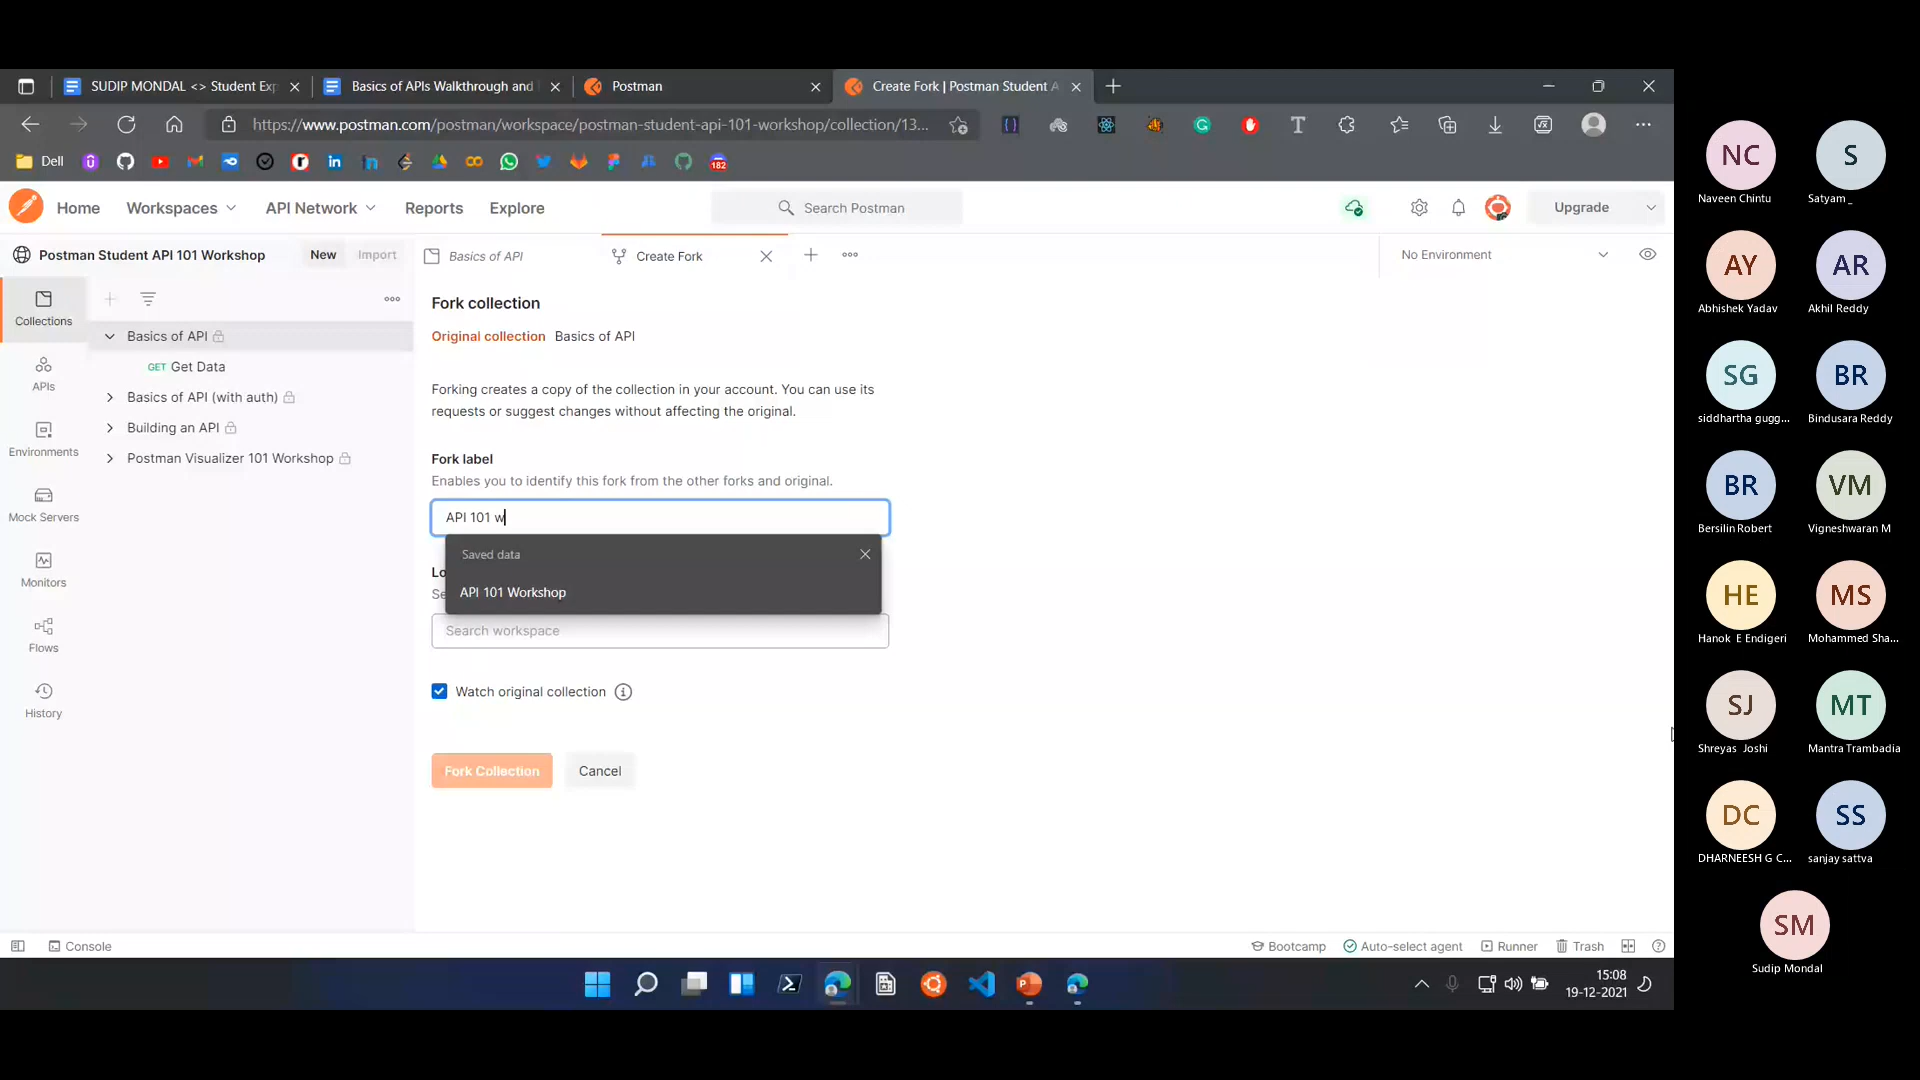 SUDIP MONDAL <> Student Exp
Basics of APIs Walkthrough and
Postman
Create Fork | Postman Student A
https://www.postman.com/postman/workspace/postman-student-api-101-workshop/collection/13...
Dell
182
Home
Workspaces
API Network
Reports
Explore
Search Postman
Upgrade
Postman Student API 101 Workshop
New
Import
Basics of API
Create Fork
No Environment
Collections
APIs
Environments
Mock Servers
Monitors
Flows
History
Basics of API
GET Get Data
Basics of API (with auth)
Building an API
Postman Visualizer 101 Workshop
Fork collection
Original collection Basics of API
Forking creates a copy of the collection in your account. You can use its
requests or suggest changes without affecting the original.
Fork label
Enables you to identify this fork from the other forks and original.
API 101 w
Saved data
API 101 Workshop
Lo
Se
Search workspace
Watch original collection
Fork Collection
Cancel
Console
Bootcamp
Auto-select agent
Runner
Trash
15:08
19-12-2021
NC
Naveen Chintu
S
Satyam _
AY
Abhishek Yadav
AR
Akhil Reddy
SG
siddhartha gugg...
BR
Bindusara Reddy
BR
Bersilin Robert
VM
Vigneshwaran M
HE
Hanok E Endigeri
MS
Mohammed Sha...
SJ
Shreyas Joshi
MT
Mantra Trambadia
DC
DHARNEESH G C...
SS
sanjay sattva
SM
Sudip Mondal